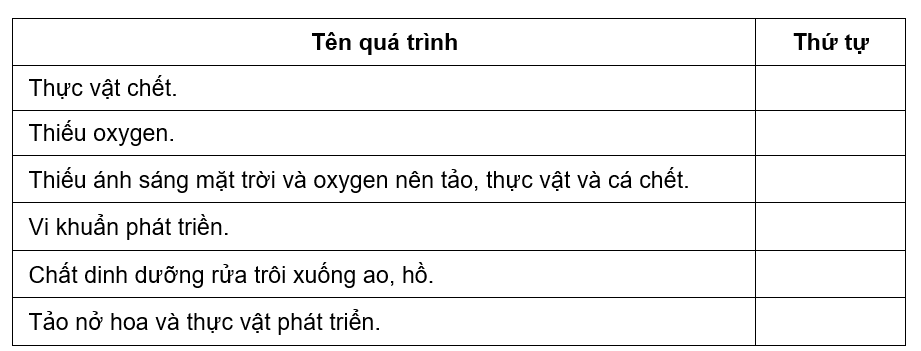 Tên quá trình Thứ tự
Thực vật chết.
Thiếu oxygen.
Thiếu ánh sáng mặt trời và oxygen nên tảo, thực vật và cá chết.
Vi khuẩn phát triền.
Chất dinh dưỡng rửa trôi xuống ao, hồ.
Tảo nở hoa và thực vật phát triển.